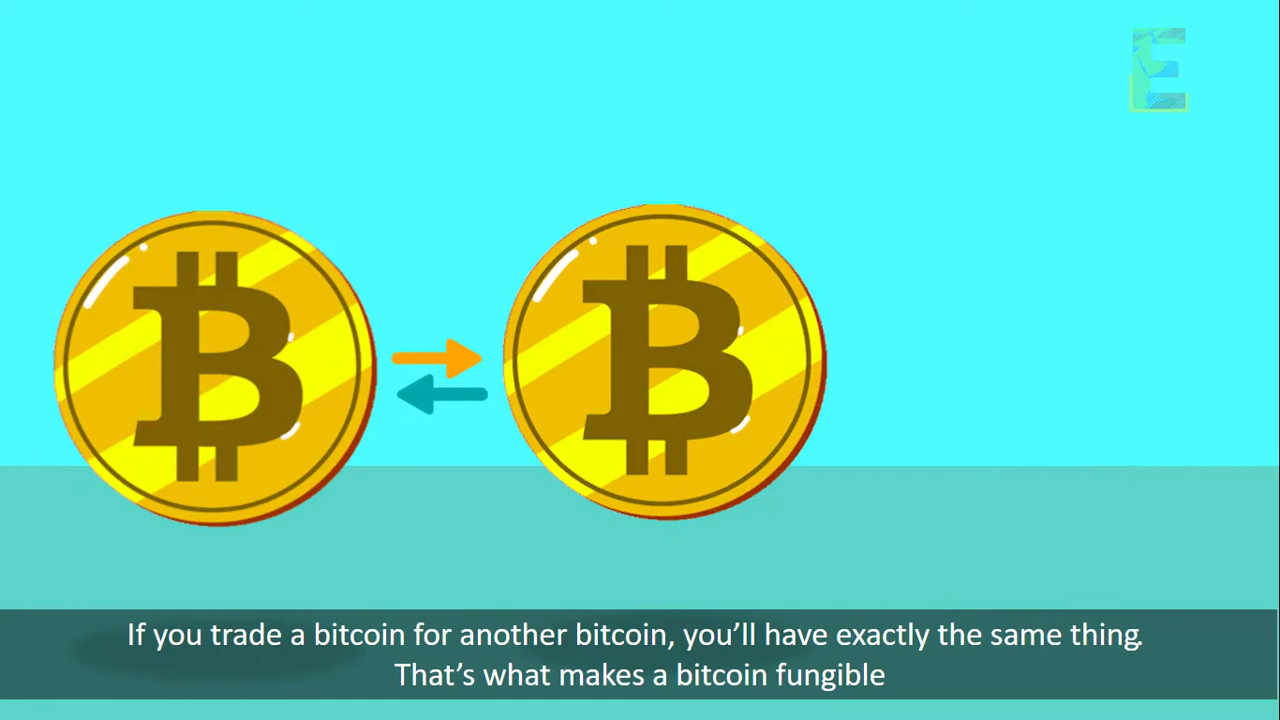 E
If you trade a bitcoin for another bitcoin, you’ll have exactly the same thing.
That’s what makes a bitcoin fungible